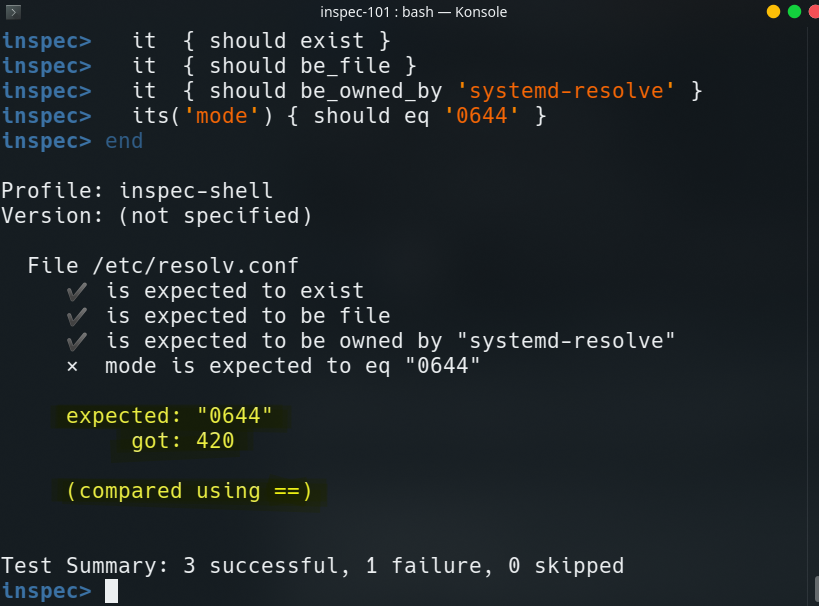 inspec-101 : bash — Konsole
inspec>   it  { should exist }
inspec>   it  { should be_file }
inspec>   it  { should be_owned_by 'systemd-resolve' }
inspec>   its('mode') { should eq '0644' }
inspec> end
Profile: inspec-shell
Version: (not specified)
File /etc/resolv.conf
✔ is expected to exist
✔ is expected to be file
✔ is expected to be owned by "systemd-resolve"
× mode is expected to eq "0644"
expected: "0644"
got: 420
(compared using ==)
Test Summary: 3 successful, 1 failure, 0 skipped
inspec>